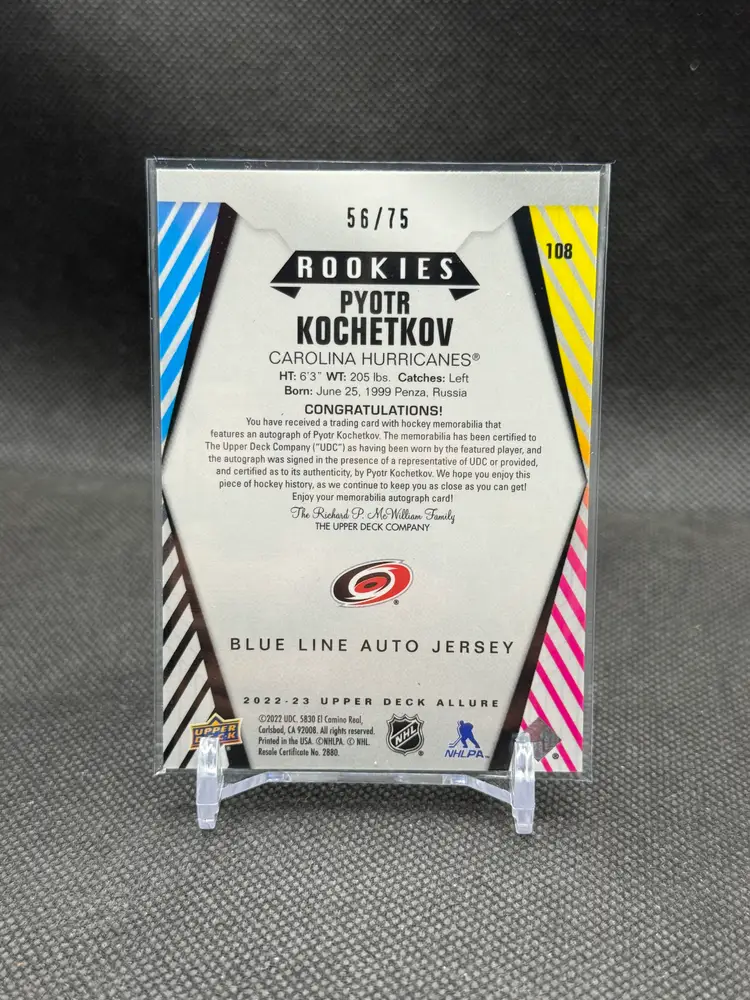 56/75
108
ROOKIES
PYOTR
KOCHETKOV
CAROLINA HURRICANES®
HT: 6'3" WT: 205 lbs. Catches: Left
Born: June 25, 1999 Penza, Russia
CONGRATULATIONS!
You have received a trading card with hockey memorabilia that
features an autograph of Pyotr Kochetkov. The memorabilia has been certified to
The Upper Deck Company ("UDC") as having been worn by the featured player, and
the autograph was signed in the presence of a representative of UDC or provided,
and certified as to its authenticity, by Pyotr Kochetkov. We hope you enjoy this
piece of hockey history, as we continue to keep you as close as you can get!
Enjoy your memorabilia autograph card!
The Richard P. McWilliam Family
THE UPPER DECK COMPANY
®
BLUE LINE AUTO JERSEY
2022-23 UPPER DECK ALLURE
UPPER DECK
©2022 UDC. 5830 El Camino Real,
Carlsbad, CA 92008. All rights reserved.
Printed in the USA. ©NHLPA. © NHL.
Resale Certificate No. 2880.
NHL ®
NHLPA™
®